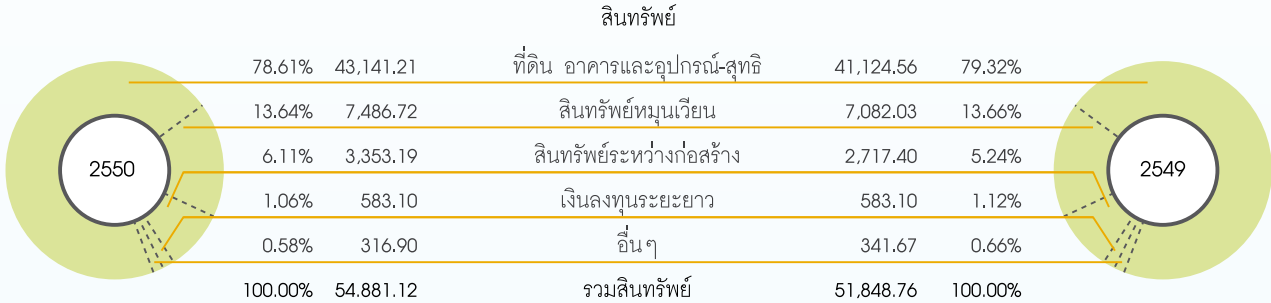 สินทรัพย์
78.61% 43,141.21 ที่ดิน อาคารและอุปกรณ์-สุทธิ 41,124.56 79.32%
13.64% 7,486.72 สินทรัพย์หมุนเวียน 7,082.03 13.66%
6.11% 3,353.19 สินทรัพย์ระหว่างก่อสร้าง 2,717.40 5.24%
2550 2549
1.06% 583.10 เงินลงทุนระยะยาว 583.10 1.12%
0.58% 316.90 อื่นๆ 341.67 0.66%
100.00% 54.881.12 รวมสินทรัพย์ 51,848.76 100.00%